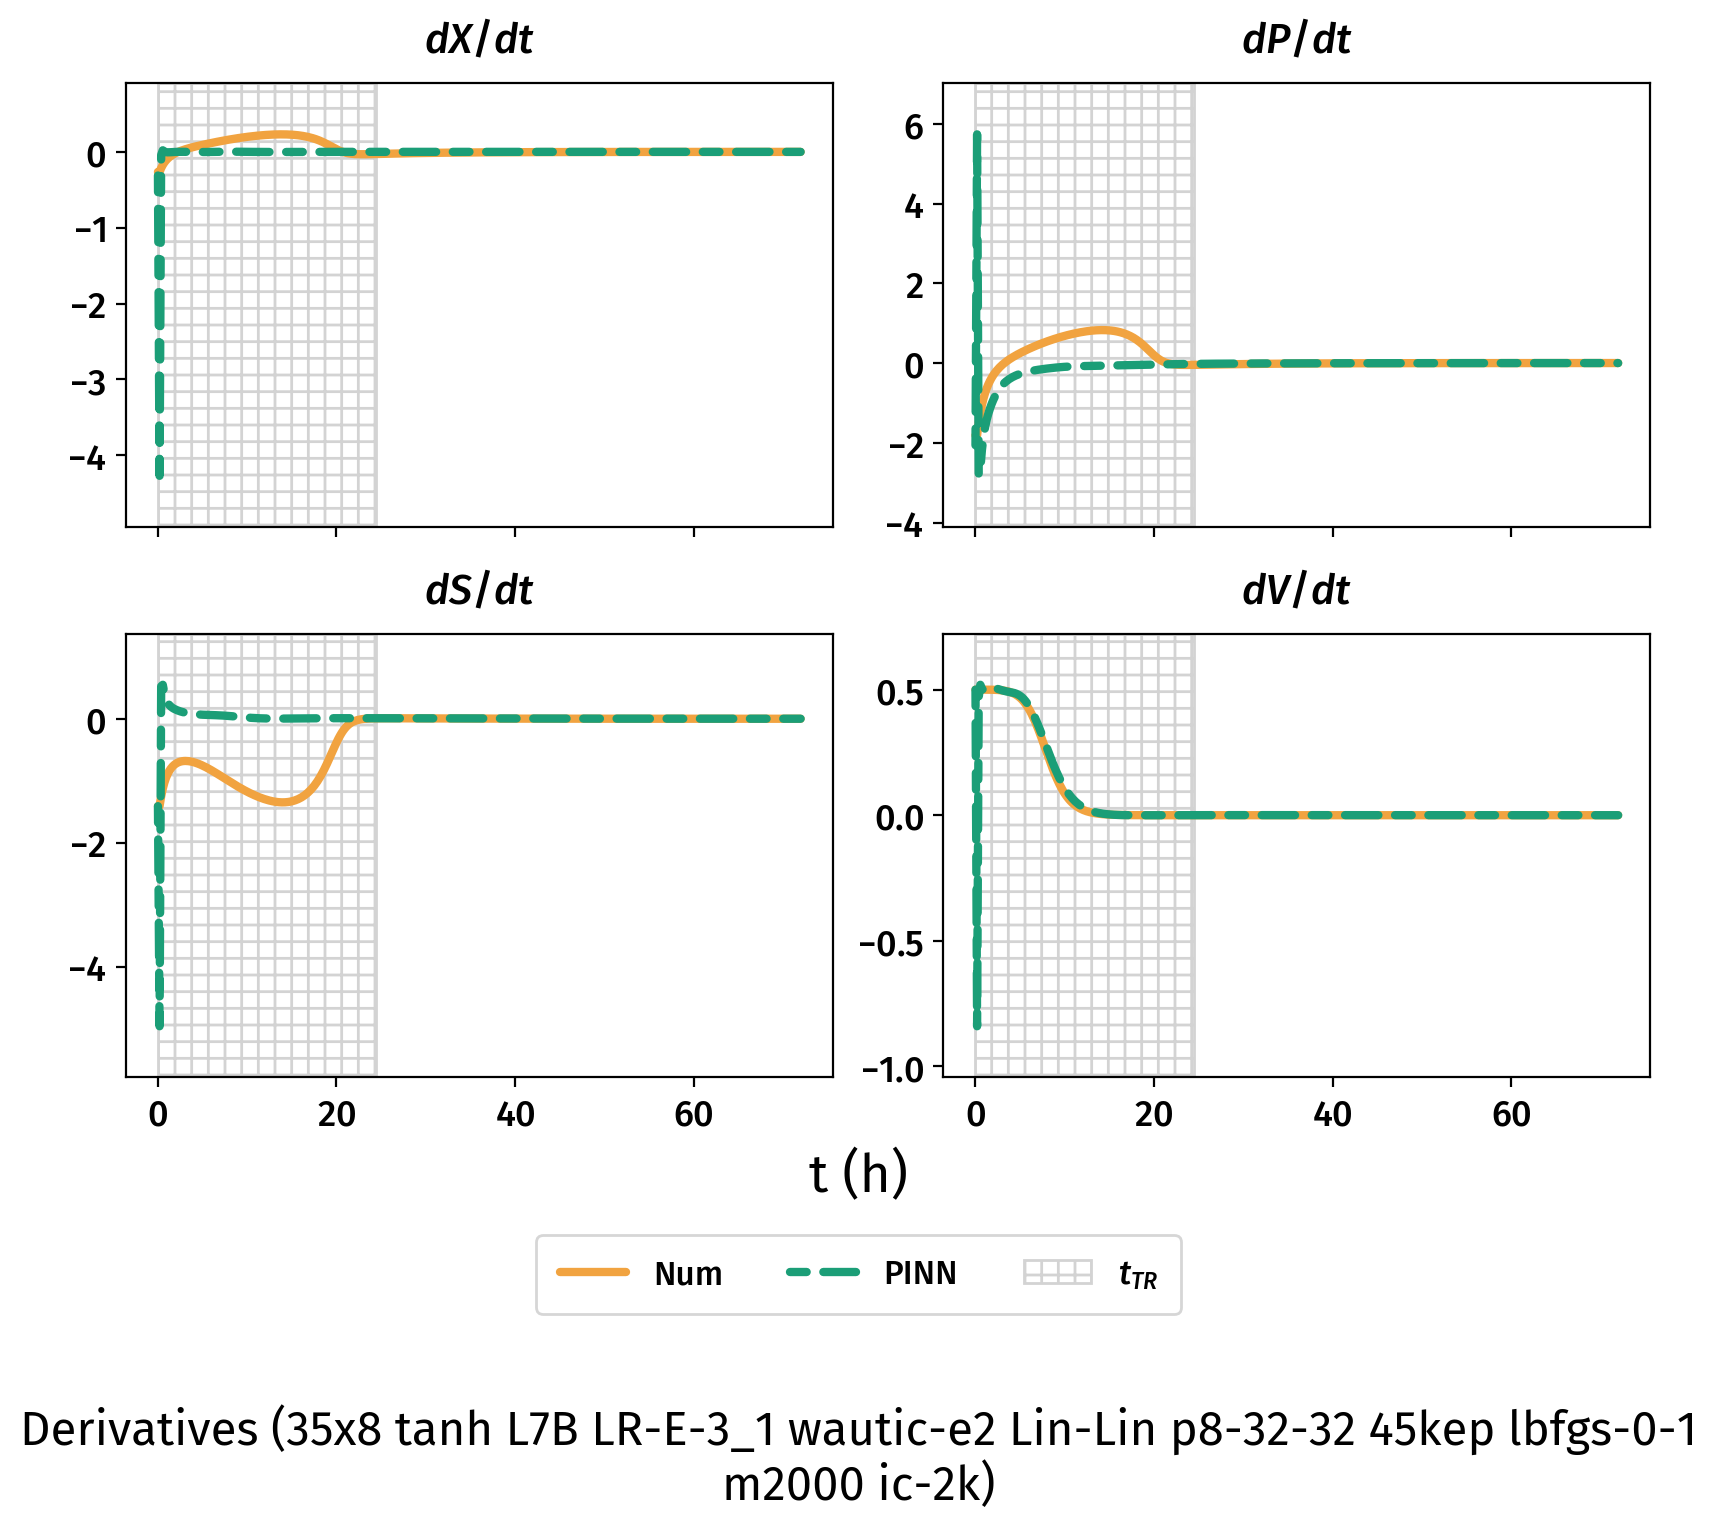 dX/dt
dP/dt
0
−1
−2
−3
−4
6
4
2
0
−2
−4
dS/dt
dV/dt
0
−2
−4
0.5
0.0
−0.5
−1.0
0 20 40 60
0 20 40 60
t (h)
Num PINN tTR
Derivatives (35x8 tanh L7B LR-E-3_1 wautic-e2 Lin-Lin p8-32-32 45kep lbfgs-0-1
m2000 ic-2k)